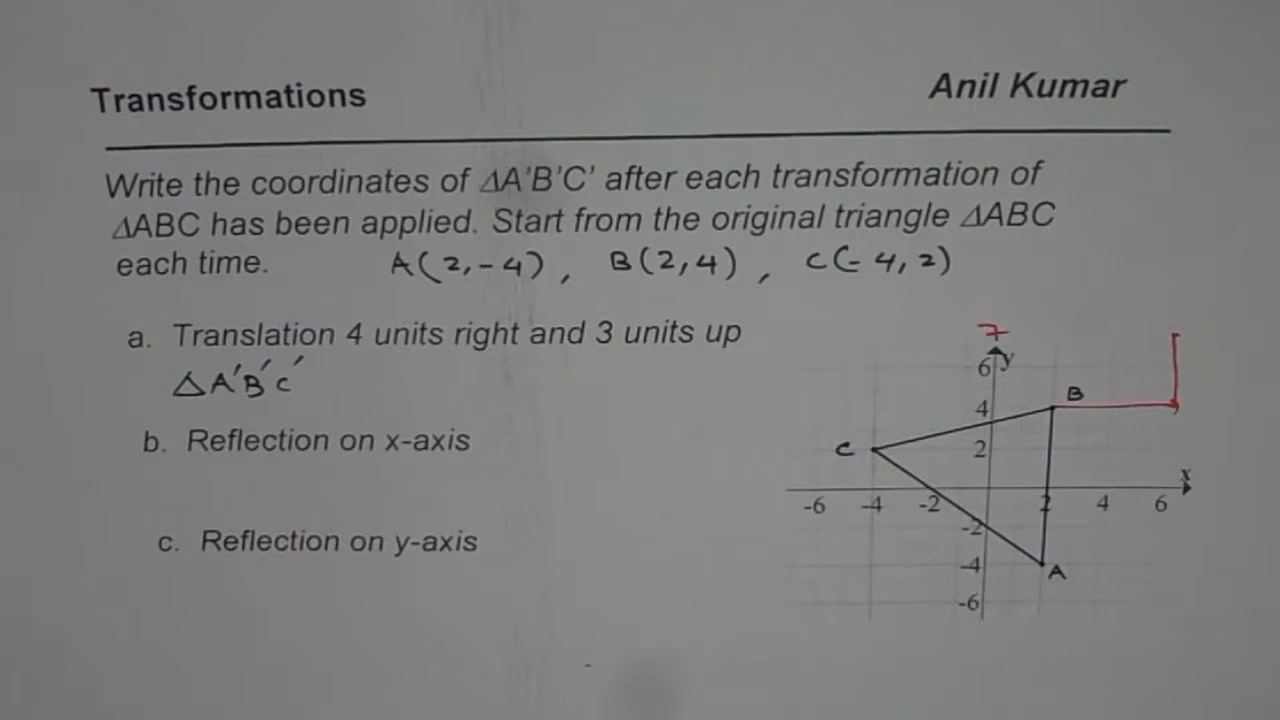 Transformations
Anil Kumar
Write the coordinates of ΔA'B'C' after each transformation of
ΔABC has been applied. Start from the original triangle ΔABC
each time. A(2,-4), B(2,4), C(-4,2)
a. Translation 4 units right and 3 units up
ΔA'B'C'
b. Reflection on x-axis
c. Reflection on y-axis
7
6 y
4 B
C 2
x
-6 -4 -2 2 4 6
-2
-4 A
-6